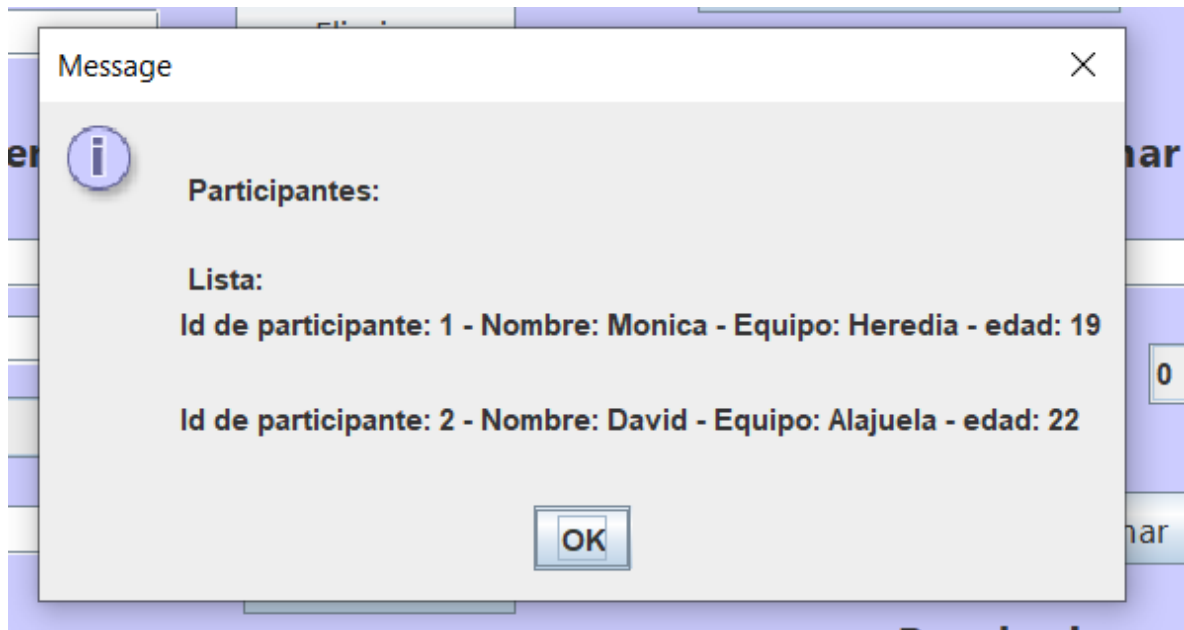 Message
Participantes:
Lista:
Id de participante: 1 - Nombre: Monica - Equipo: Heredia - edad: 19
0
Id de participante: 2 - Nombre: David - Equipo: Alajuela - edad: 22
OK